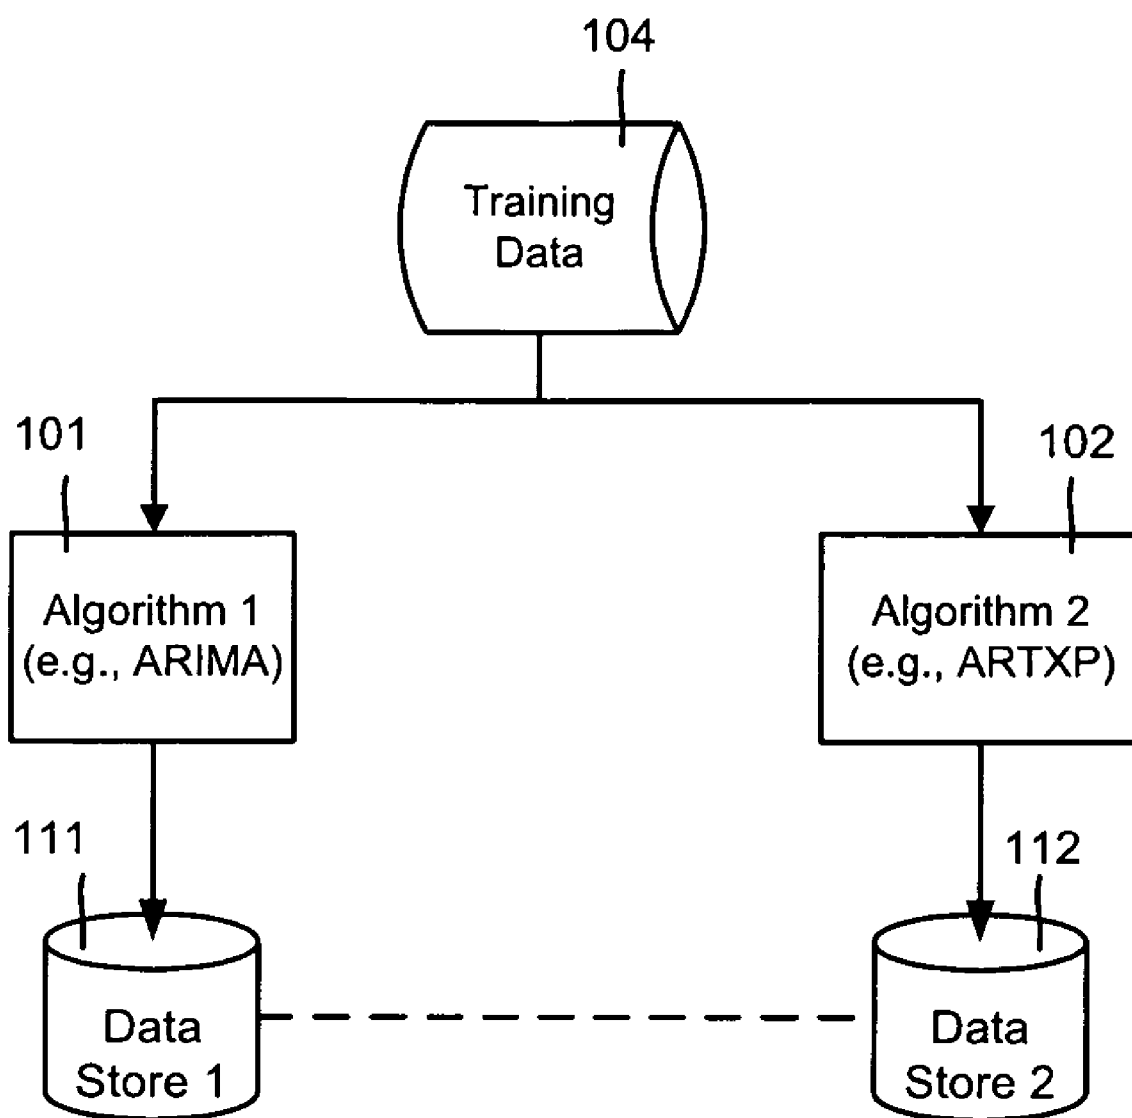 104
Training
Data
101
102
Algorithm 1
(e.g., ARIMA)
Algorithm 2
(e.g., ARTXP)
111
112
Data
Store 1
Data
Store 2